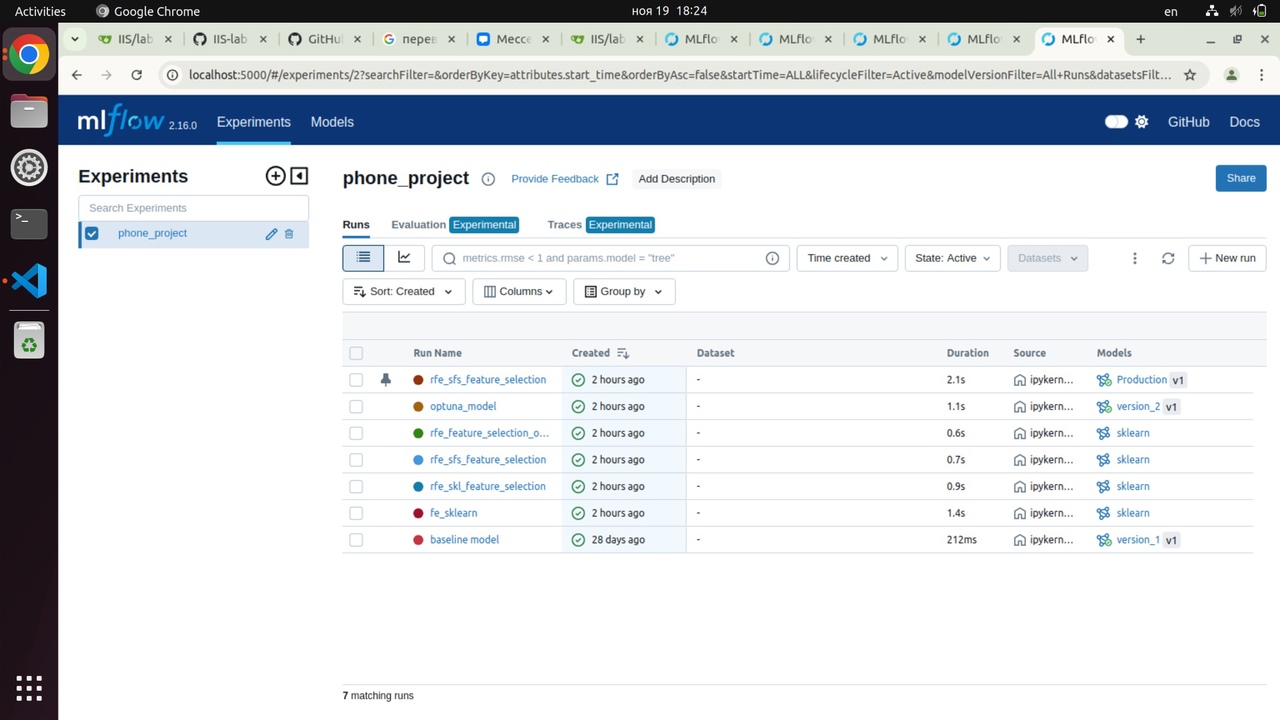 Activities Google Chrome ноя 19 18:24 en
IIS/lab IIS-lab GitHu перев Мессе IIS/lab MLflo MLflo MLflo MLflo MLflo
localhost:5000/#/experiments/2?searchFilter=&orderByKey=attributes.start_time&orderByAsc=false&startTime=ALL&lifecycleFilter=Active&modelVersionFilter=All+Runs&datasetsFilt...
mlflow 2.16.0 Experiments Models GitHub Docs
Experiments
Search Experiments
phone_project
phone_project Provide Feedback Add Description Share
Runs Evaluation Experimental Traces Experimental
metrics.rmse < 1 and params.model = "tree" Time created State: Active Datasets New run
Sort: Created Columns Group by
Run Name Created Dataset Duration Source Models
rfe_sfs_feature_selection 2 hours ago - 2.1s ipykern... Production v1
optuna_model 2 hours ago - 1.1s ipykern... version_2 v1
rfe_feature_selection_o... 2 hours ago - 0.6s ipykern... sklearn
rfe_sfs_feature_selection 2 hours ago - 0.7s ipykern... sklearn
rfe_skl_feature_selection 2 hours ago - 0.9s ipykern... sklearn
fe_sklearn 2 hours ago - 1.4s ipykern... sklearn
baseline model 28 days ago - 212ms ipykern... version_1 v1
7 matching runs